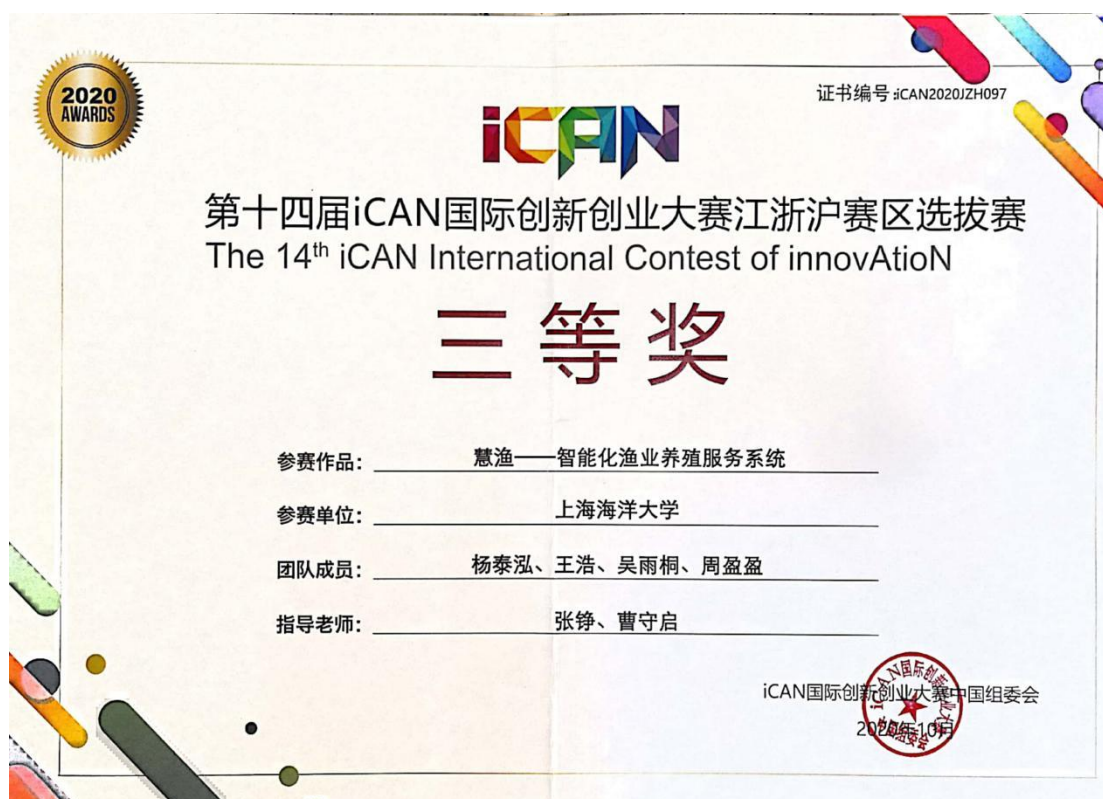 2020
AWARDS
证书编号:iCAN2020JZH097
iCAN
第十四届iCAN国际创新创业大赛江浙沪赛区选拔赛
The 14th iCAN International Contest of innovAtioN
三等奖
参赛作品： 慧渔——智能化渔业养殖服务系统
参赛单位： 上海海洋大学
团队成员： 杨泰泓、王浩、吴雨桐、周盈盈
指导老师： 张铮、曹守启
iCAN国际创新创业大赛中国组委会
2020年10月